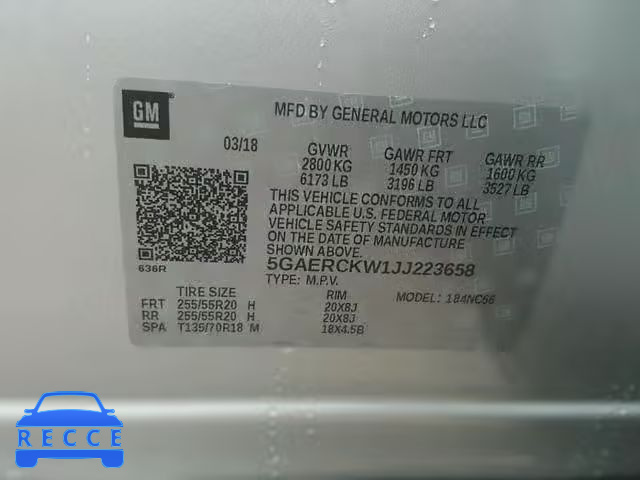 GM
MFD BY GENERAL MOTORS LLC
03/18
GVWR GAWR FRT GAWR RR
2800 KG 1450 KG 1600 KG
6173 LB 3196 LB 3527 LB
THIS VEHICLE CONFORMS TO ALL
APPLICABLE U.S. FEDERAL MOTOR
VEHICLE SAFETY STANDARDS IN EFFECT
ON THE DATE OF MANUFACTURE SHOWN ABOVE.
5GAERCKW1JJ223658
636R
TYPE: M.P.V. MODEL: 184NC56
TIRE SIZE RIM
FRT 255/55R20 H 20X8J
RR 255/55R20 H 20X8J
SPA T135/70R18 M 18X4.5B
RECCE